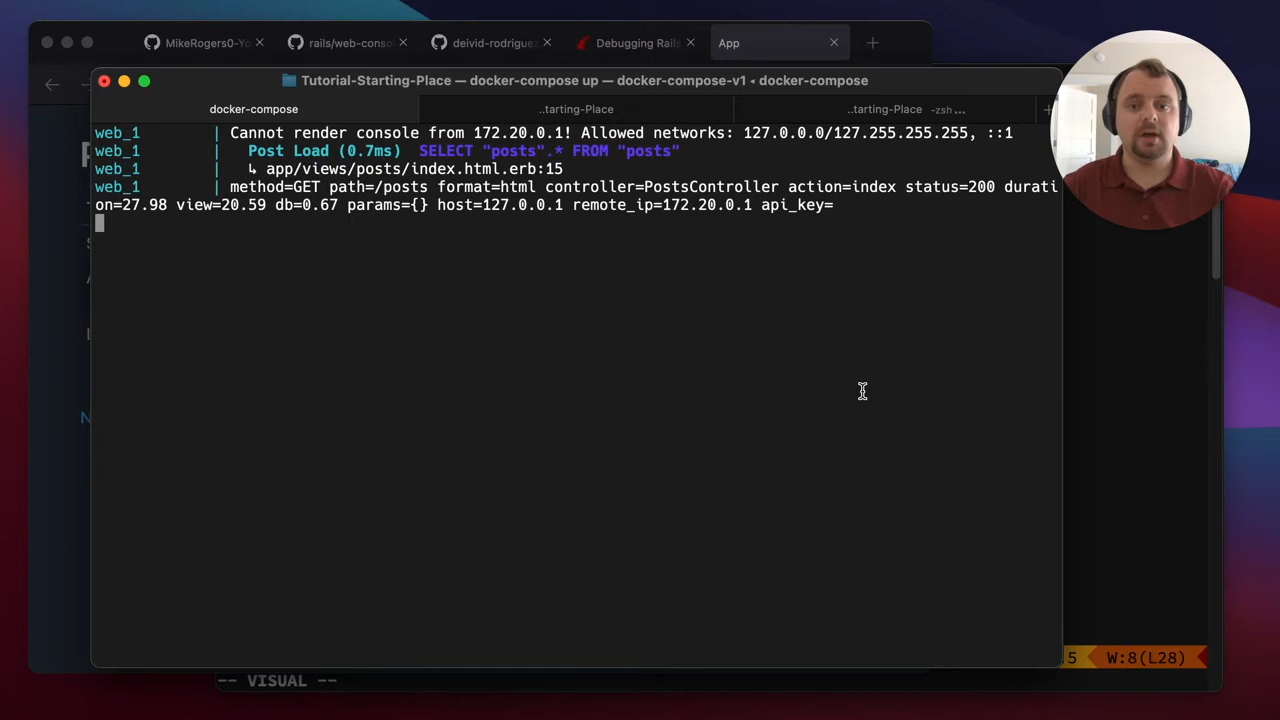 MikeRogers0-Yo
rails/web-conso
deivid-rodriguez
Debugging Rails
App
Tutorial-Starting-Place — docker-compose up — docker-compose-v1 ◂ docker-compose
docker-compose
..tarting-Place
..tarting-Place -zsh ...
web_1 | Cannot render console from 172.20.0.1! Allowed networks: 127.0.0.0/127.255.255.255, ::1
web_1 | Post Load (0.7ms) SELECT "posts".* FROM "posts"
web_1 | ↳ app/views/posts/index.html.erb:15
web_1 | method=GET path=/posts format=html controller=PostsController action=index status=200 durati
on=27.98 view=20.59 db=0.67 params={} host=127.0.0.1 remote_ip=172.20.0.1 api_key=
5 W:8(L28)
-- VISUAL --